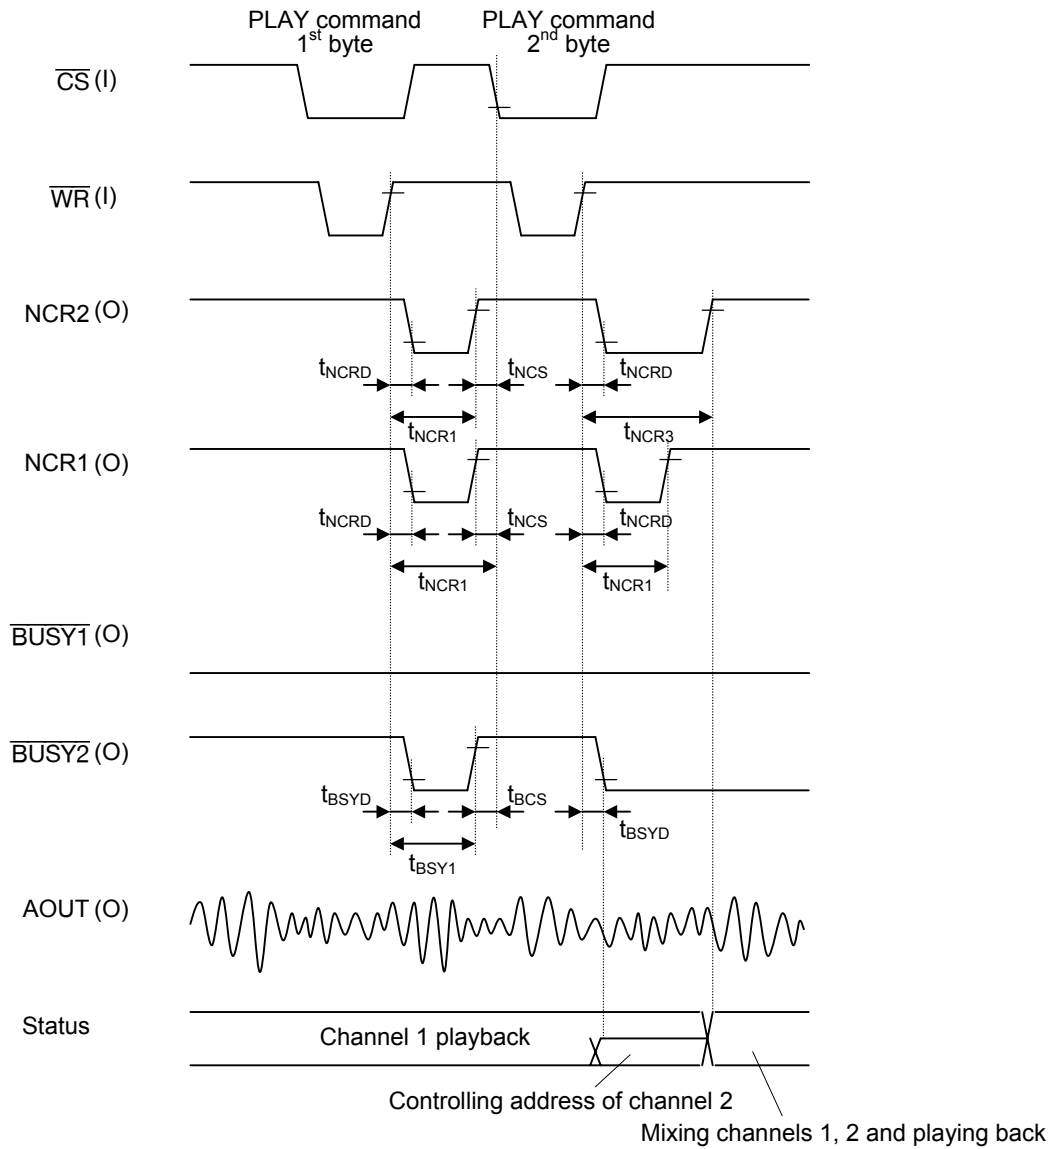 PLAY command
1st byte
PLAY command
2nd byte
CS (I)
WR (I)
NCR2 (O)
tNCRD tNCS tNCRD
tNCR1 tNCR3
NCR1 (O)
tNCRD tNCS tNCRD
tNCR1 tNCR1
BUSY1 (O)
BUSY2 (O)
tBSYD tBCS tBSYD
tBSY1
AOUT (O)
Status
Channel 1 playback
Controlling address of channel 2
Mixing channels 1, 2 and playing back